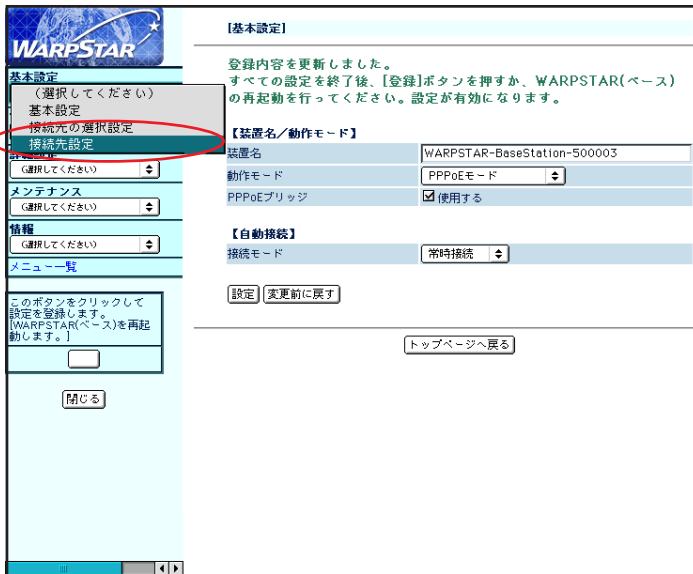 WARPSTAR
基本設定
(選択してください)
基本設定
接続先の選択設定
接続先設定
(選択してください)
メンテナンス
(選択してください)
情報
(選択してください)
メニュー一覧
このボタンをクリックして
設定を登録します。
[WARPSTAR(ベース)を再起
動します。]
閉じる
[基本設定]
登録内容を更新しました。
すべての設定を終了後、[登録]ボタンを押すか、WARPSTAR(ベース)
の再起動を行ってください。設定が有効になります。
【装置名/動作モード】
装置名 WARPSTAR-BaseStation-500003
動作モード PPPoEモード
PPPoEブリッジ 使用する
【自動接続】
接続モード 常時接続
設定 変更前に戻す
トップページへ戻る